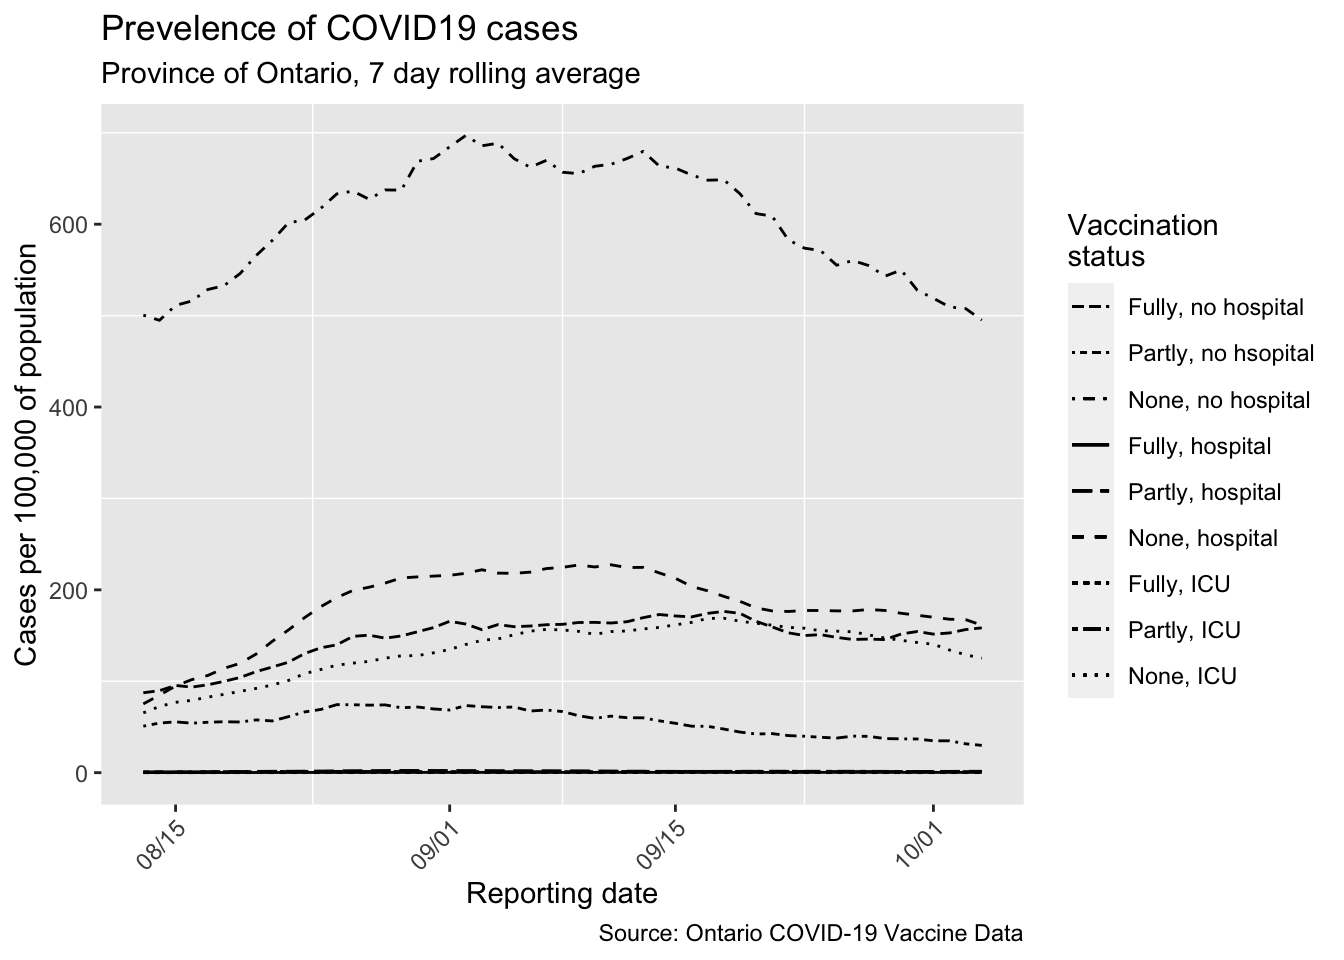 Prevelence of COVID19 cases
Province of Ontario, 7 day rolling average
Cases per 100,000 of population
600
400
200
0
08/15
09/01
09/15
10/01
Reporting date
Source: Ontario COVID-19 Vaccine Data
Vaccination
status
Fully, no hospital
Partly, no hsopital
None, no hospital
Fully, hospital
Partly, hospital
None, hospital
Fully, ICU
Partly, ICU
None, ICU